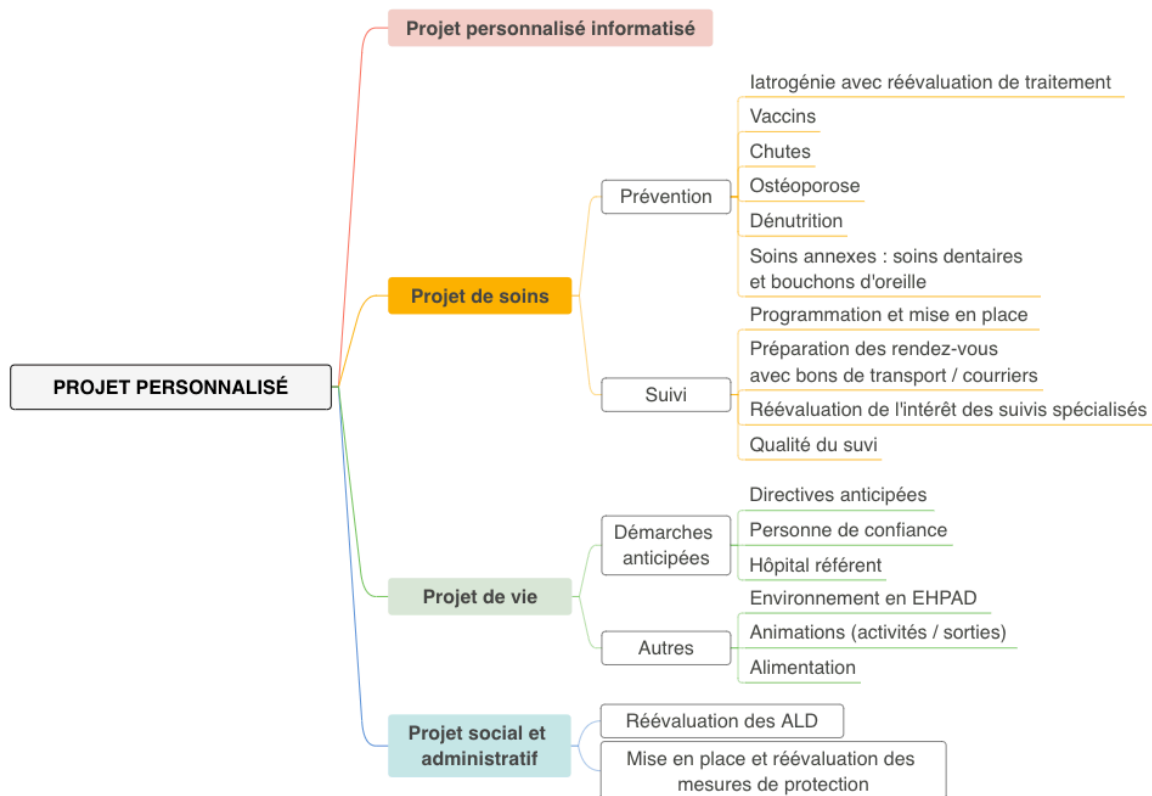 Projet personnalisé informatisé
Iatrogénie avec réévaluation de traitement
Vaccins
Chutes
Ostéoporose
Prévention
Dénutrition
Soins annexes : soins dentaires
et bouchons d'oreille
Projet de soins
Programmation et mise en place
Préparation des rendez-vous
avec bons de transport / courriers
PROJET PERSONNALISÉ
Suivi
Réévaluation de l'intérêt des suivis spécialisés
Qualité du suvi
Directives anticipées
Démarches
anticipées
Personne de confiance
Hôpital référent
Projet de vie
Environnement en EHPAD
Autres
Animations (activités / sorties)
Alimentation
Projet social et
administratif
Réévaluation des ALD
Mise en place et réévaluation des
mesures de protection